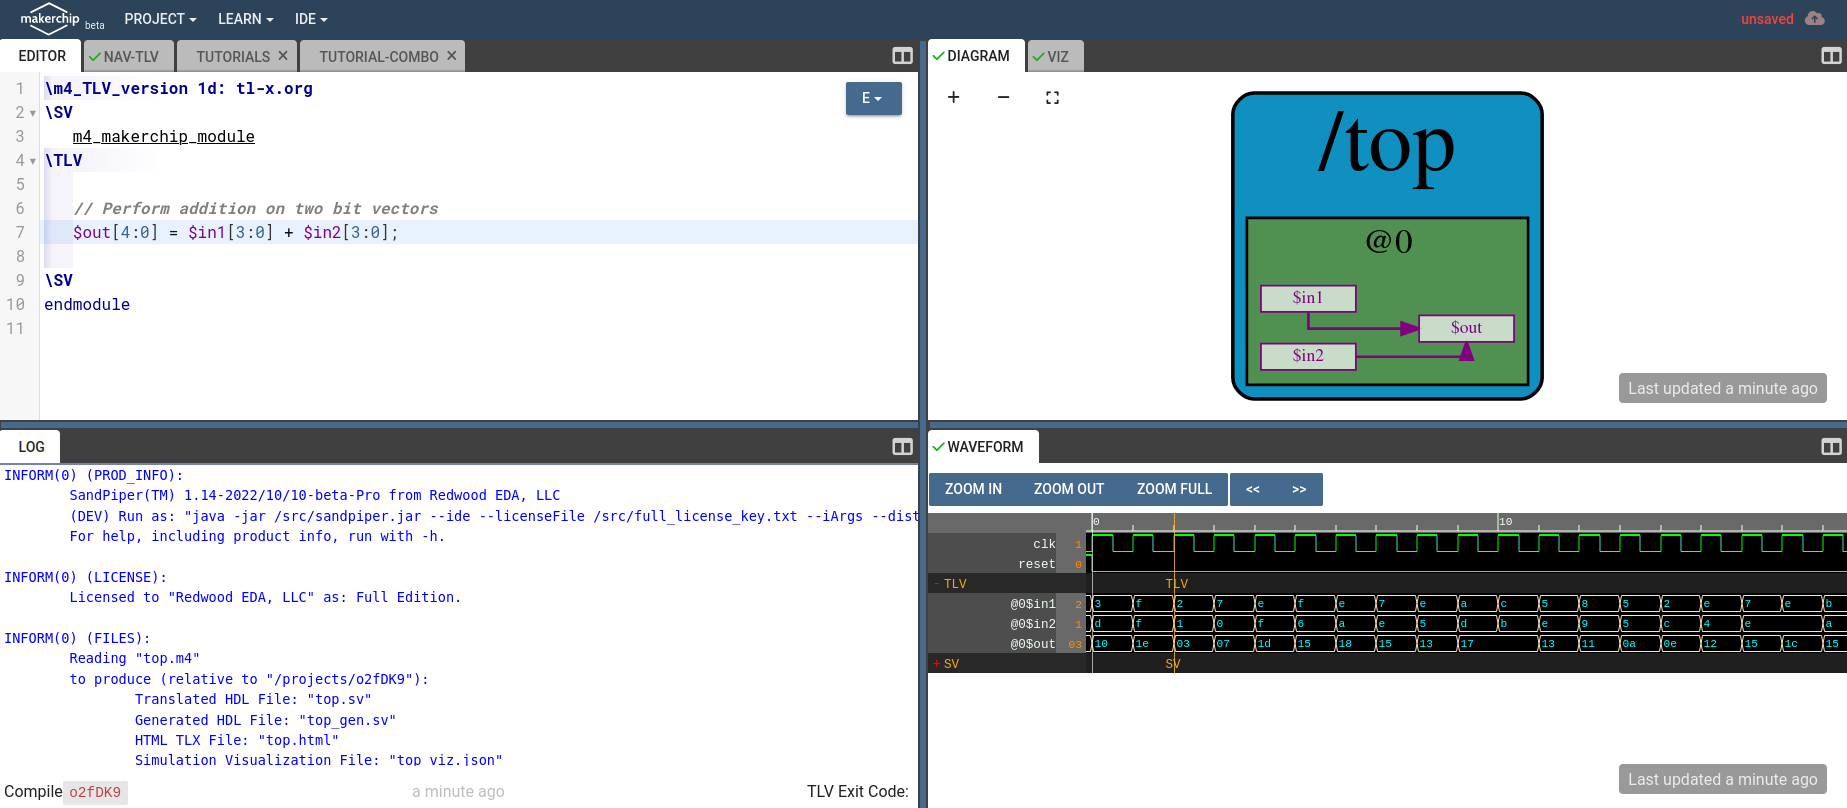 makerchip beta PROJECT LEARN IDE unsaved
EDITOR NAV-TLV TUTORIALS TUTORIAL-COMBO
1 \m4_TLV_version 1d: tl-x.org
2 \SV
3 m4_makerchip_module
4 \TLV
5
6 // Perform addition on two bit vectors
7 $out[4:0] = $in1[3:0] + $in2[3:0];
8
9 \SV
10 endmodule
11
E
DIAGRAM VIZ
+ −
/top
@0
$in1
$out
$in2
Last updated a minute ago
LOG
INFORM(0) (PROD_INFO):
SandPiper(TM) 1.14-2022/10/10-beta-Pro from Redwood EDA, LLC
(DEV) Run as: "java -jar /src/sandpiper.jar --ide --licenseFile /src/full_license_key.txt --iArgs --dist
For help, including product info, run with -h.
INFORM(0) (LICENSE):
Licensed to "Redwood EDA, LLC" as: Full Edition.
INFORM(0) (FILES):
Reading "top.m4"
to produce (relative to "/projects/o2fDK9"):
Translated HDL File: "top.sv"
Generated HDL File: "top_gen.sv"
HTML TLX File: "top.html"
Simulation Visualization File: "top_viz.json"
Compile o2fDK9 a minute ago TLV Exit Code:
WAVEFORM
ZOOM IN ZOOM OUT ZOOM FULL << >>
0 10
clk 1
reset 0
- TLV TLV
@0$in1 2 3 f 2 7 e f e 7 e a c 5 8 5 2 e 7 e b
@0$in2 1 d f 1 0 f 6 a e 5 d b e 9 5 c 4 e a
@0$out 03 10 1e 03 07 1d 15 18 15 13 17 13 11 0a 0e 12 15 1c 15
+ SV SV
Last updated a minute ago